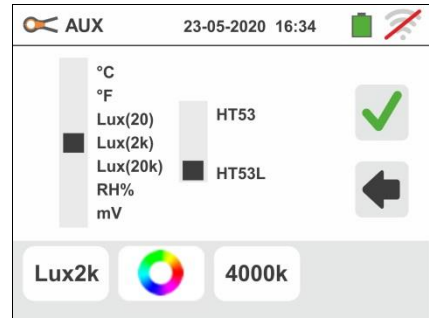 AUX 23-05-2020 16:34
°C
°F
Lux(20)
Lux(2k)
Lux(20k)
RH%
mV
HT53
HT53L
Lux2k 4000k